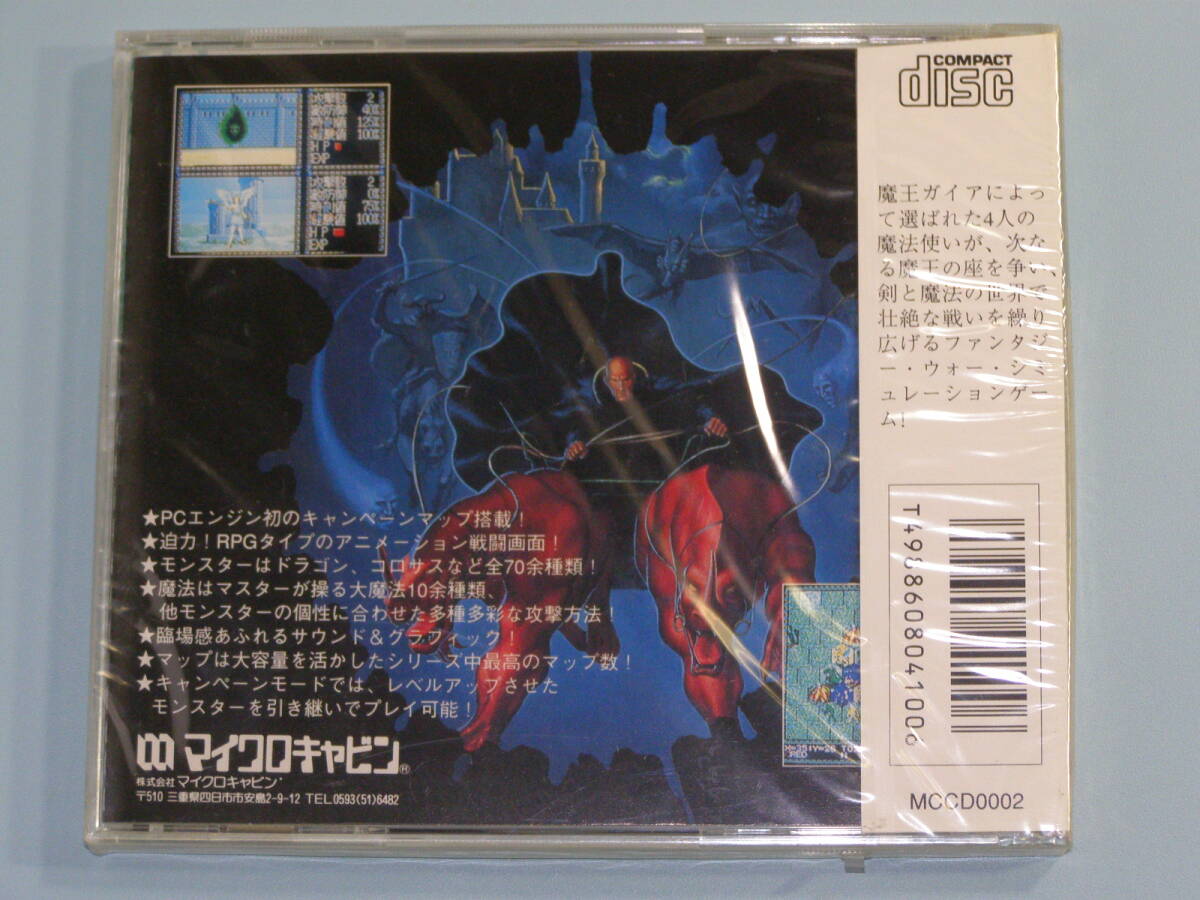 COMPACT
disc
魔王ガイアによっ
て選ばれた4人の
魔法使いが、次な
る魔王の座を争い、
剣と魔法の世界で
壮絶な戦いを繰り
広げるファンタジ
ー・ウォー・シミ
ュレーションゲー
ム!
2
40%
125%
100%
HP
EXP
2
0%
75%
100%
HP
EXP
★PCエンジン初のキャンペーンマップ搭載!
★迫力!RPGタイプのアニメーション戦闘画面!
★モンスターはドラゴン、コロサスなど全70余種類!
★魔法はマスターが操る大魔法10余種類、
他モンスターの個性に合わせた多種多彩な攻撃方法!
★臨場感あふれるサウンド&グラフィック!
★マップは大容量を活かしたシリーズ中最高のマップ数!
★キャンペーンモードでは、レベルアップさせた
モンスターを引き継いでプレイ可能!
マイクロキャビン®
株式会社マイクロキャビン
〒510 三重県四日市市安島2-9-12 TEL.0593(51)6482
T4988608041006
MCCD0002